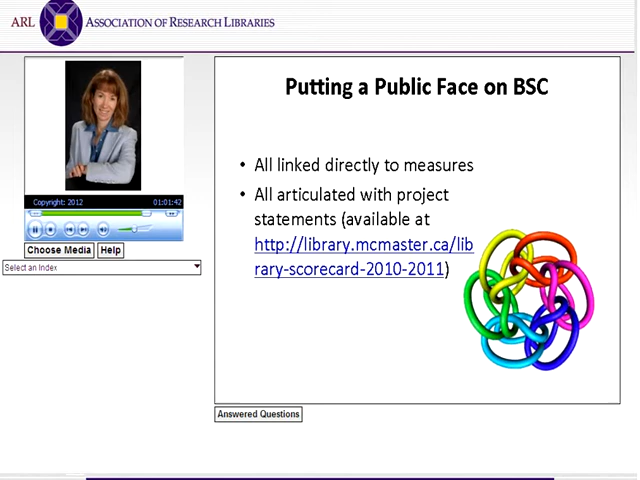 ARL ASSOCIATION OF RESEARCH LIBRARIES
Copyright: 2012 01:01:42
Choose Media Help
Select an Index
Putting a Public Face on BSC
• All linked directly to measures
• All articulated with project
statements (available at
http://library.mcmaster.ca/lib
rary-scorecard-2010-2011)
Answered Questions